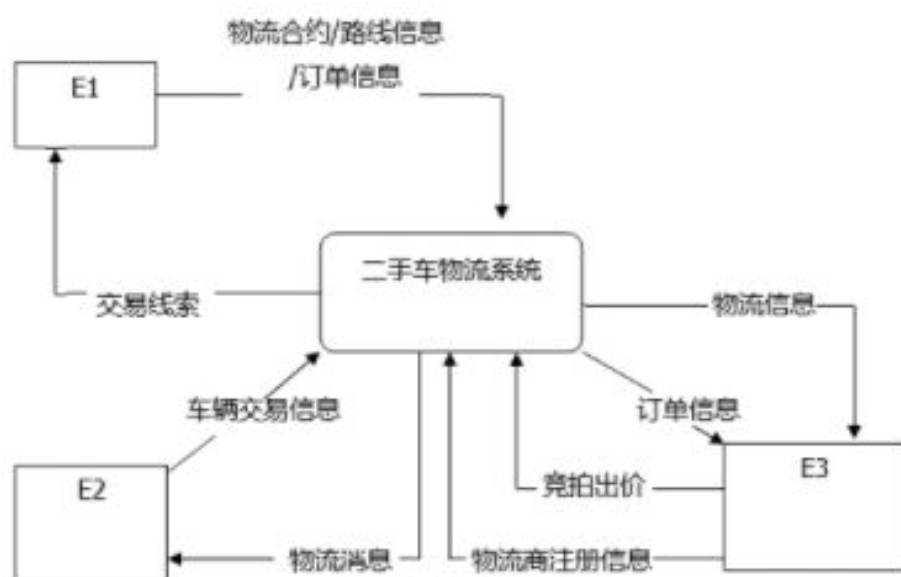 物流合约/路线信息
/订单信息
E1
二手车物流系统
交易线索
物流信息
车辆交易信息
订单信息
E2
E3
竞拍出价
物流消息
物流商注册信息